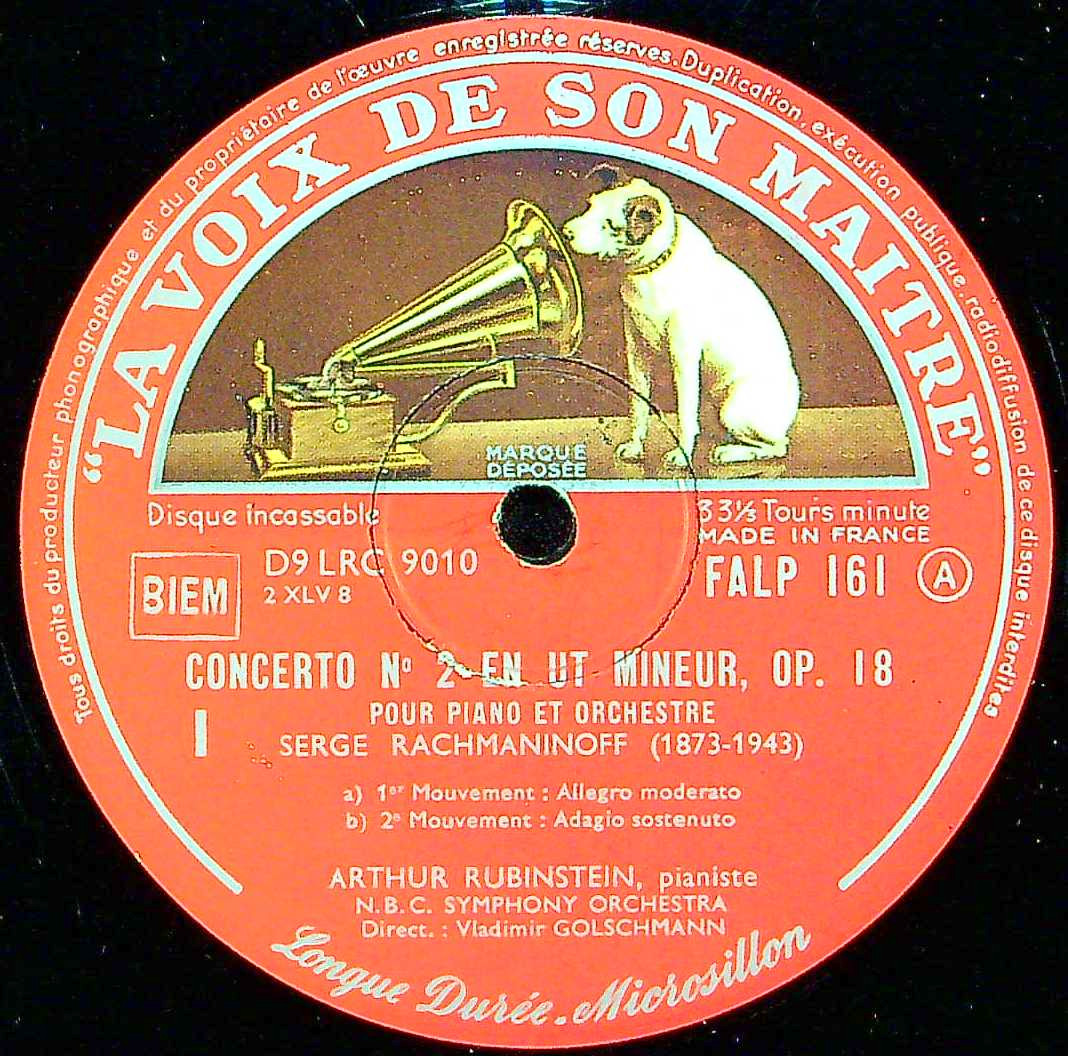 Tous droits du producteur phonographique et du propriétaire de l'œuvre enregistrée réservés. Duplication, exécution publique, radiodiffusion de ce disque interdites
"LA VOIX DE SON MAITRE"
MARQUE
DÉPOSÉE
Disque incassable
33⅓ Tours minute
MADE IN FRANCE
BIEM
D9 LRC 9010
2 XLV 8
FALP 161 A
CONCERTO Nº 2 EN UT MINEUR, OP. 18
POUR PIANO ET ORCHESTRE
I
SERGE RACHMANINOFF (1873-1943)
a) 1er Mouvement : Allegro moderato
b) 2e Mouvement : Adagio sostenuto
ARTHUR RUBINSTEIN, pianiste
N.B.C. SYMPHONY ORCHESTRA
Direct. : Vladimir GOLSCHMANN
Longue Durée. Microsillon